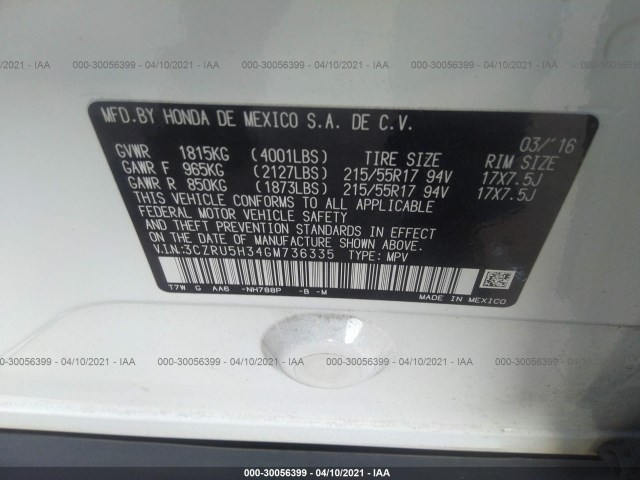 000-30056399 - 04/10/2021 - IAA 000-30056399 - 04/10/2021 - IAA 000-30056399 - 04/10/2021 - IAA
MFD.BY HONDA DE MEXICO S.A. DE C.V.
03/'16
GVWR 1815KG (4001LBS) TIRE SIZE RIM SIZE
GAWR F 965KG (2127LBS) 215/55R17 94V 17X7.5J
GAWR R 850KG (1873LBS) 215/55R17 94V 17X7.5J
THIS VEHICLE CONFORMS TO ALL APPLICABLE
FEDERAL MOTOR VEHICLE SAFETY
AND THEFT PREVENTION STANDARDS IN EFFECT
ON THE DATE OF MANUFACTURE SHOWN ABOVE.
V.I.N:3CZRU5H34GM736335 TYPE:MPV
T7W G AA6 -NH788P -B -M MADE IN MEXICO
000-30056399 - 04/10/2021 - IAA 000-30056399 - 04/10/2021 - IAA 000-30056399 - 04/10/2021 - IAA
000-30056399 - 04/10/2021 - IAA